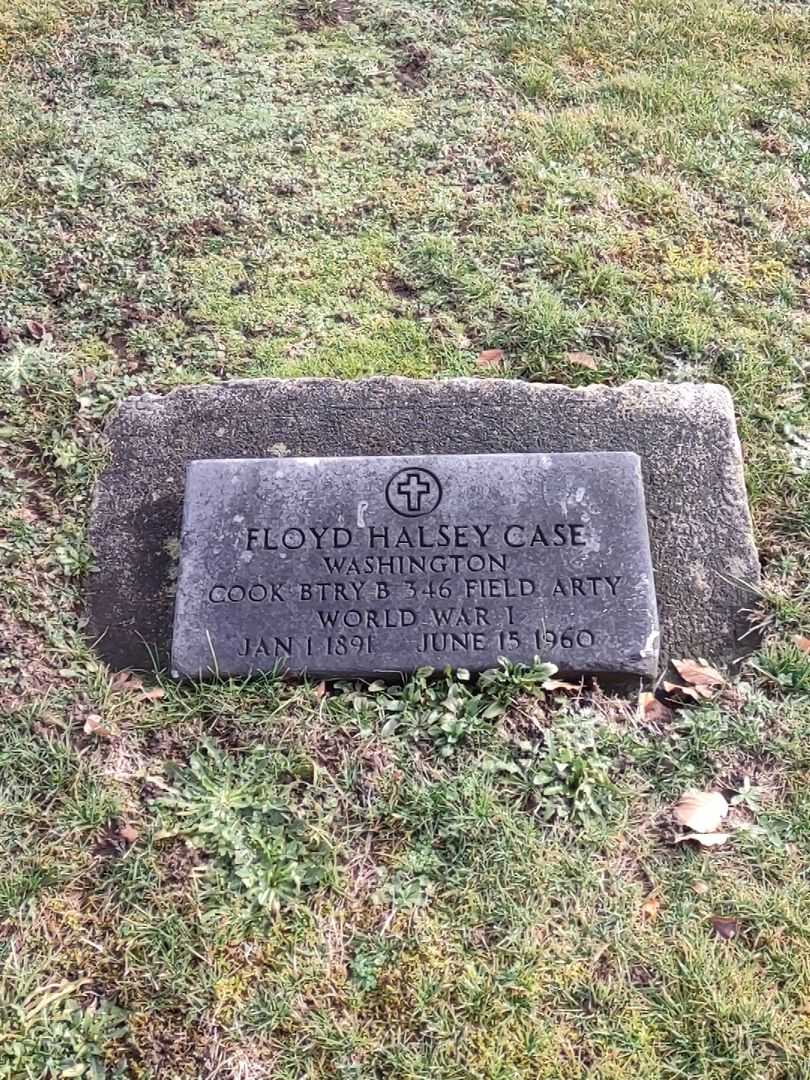 FLOYD HALSEY CASE
WASHINGTON
COOK BTRY B 346 FIELD ARTY
WORLD WAR I
JAN 1 1891 JUNE 15 1960